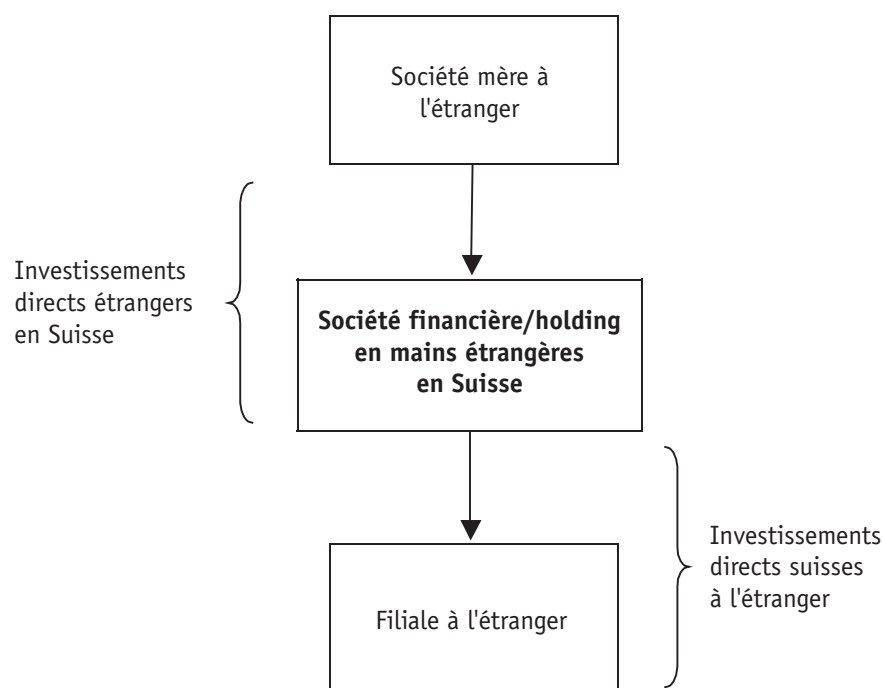 Société mère à
l'étranger
Investissements
directs étrangers
en Suisse
Société financière/holding
en mains étrangères
en Suisse
Investissements
directs suisses
à l'étranger
Filiale à l'étranger